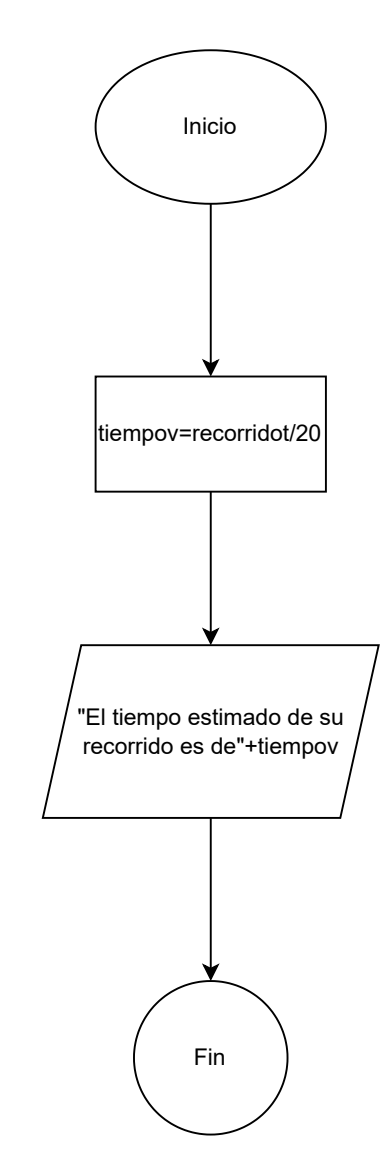 Inicio
tiempov=recorridot/20
"El tiempo estimado de su
recorrido es de"+tiempov
Fin